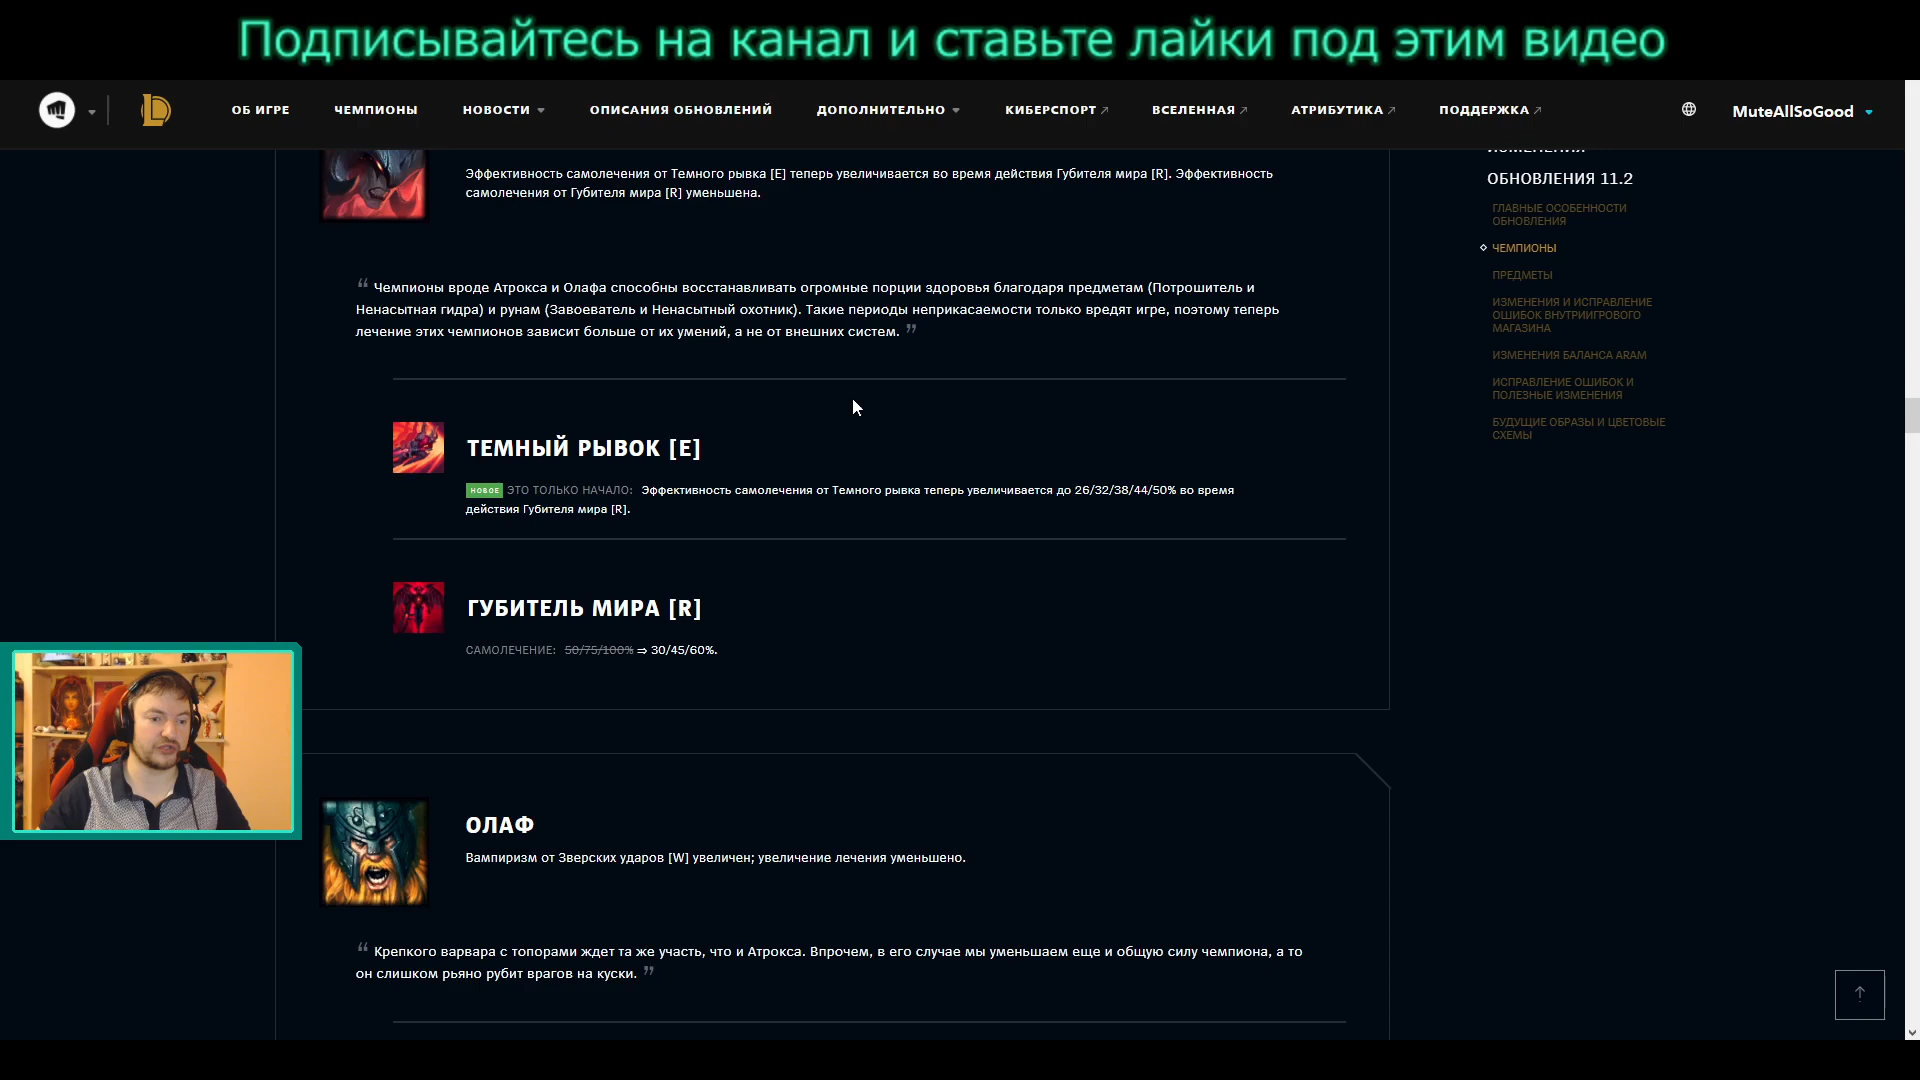 Подписывайтесь на канал и ставьте лайки под этим видео
ОБ ИГРЕ ЧЕМПИОНЫ НОВОСТИ ОПИСАНИЯ ОБНОВЛЕНИЙ ДОПОЛНИТЕЛЬНО КИБЕРСПОРТ ВСЕЛЕННАЯ АТРИБУТИКА ПОДДЕРЖКА MuteAllSoGood
Эффективность самолечения от Темного рывка [E] теперь увеличивается во время действия Губителя мира [R]. Эффективность
самолечения от Губителя мира [R] уменьшена.
“ Чемпионы вроде Атрокса и Олафа способны восстанавливать огромные порции здоровья благодаря предметам (Потрошитель и
Ненасытная гидра) и рунам (Завоеватель и Ненасытный охотник). Такие периоды неприкасаемости только вредят игре, поэтому теперь
лечение этих чемпионов зависит больше от их умений, а не от внешних систем. ”
ТЕМНЫЙ РЫВОК [E]
НОВОЕ ЭТО ТОЛЬКО НАЧАЛО: Эффективность самолечения от Темного рывка теперь увеличивается до 26/32/38/44/50% во время
действия Губителя мира [R].
ГУБИТЕЛЬ МИРА [R]
САМОЛЕЧЕНИЕ: 50/75/100% ⇒ 30/45/60%.
ОЛАФ
Вампиризм от Зверских ударов [W] увеличен; увеличение лечения уменьшено.
“ Крепкого варвара с топорами ждет та же участь, что и Атрокса. Впрочем, в его случае мы уменьшаем еще и общую силу чемпиона, а то
он слишком рьяно рубит врагов на куски. ”
ИЗМЕНЕНИЯ
ОБНОВЛЕНИЯ 11.2
ГЛАВНЫЕ ОСОБЕННОСТИ
ОБНОВЛЕНИЯ
ЧЕМПИОНЫ
ПРЕДМЕТЫ
ИЗМЕНЕНИЯ И ИСПРАВЛЕНИЕ
ОШИБОК ВНУТРИИГРОВОГО
МАГАЗИНА
ИЗМЕНЕНИЯ БАЛАНСА ARAM
ИСПРАВЛЕНИЕ ОШИБОК И
ПОЛЕЗНЫЕ ИЗМЕНЕНИЯ
БУДУЩИЕ ОБРАЗЫ И ЦВЕТОВЫЕ
СХЕМЫ